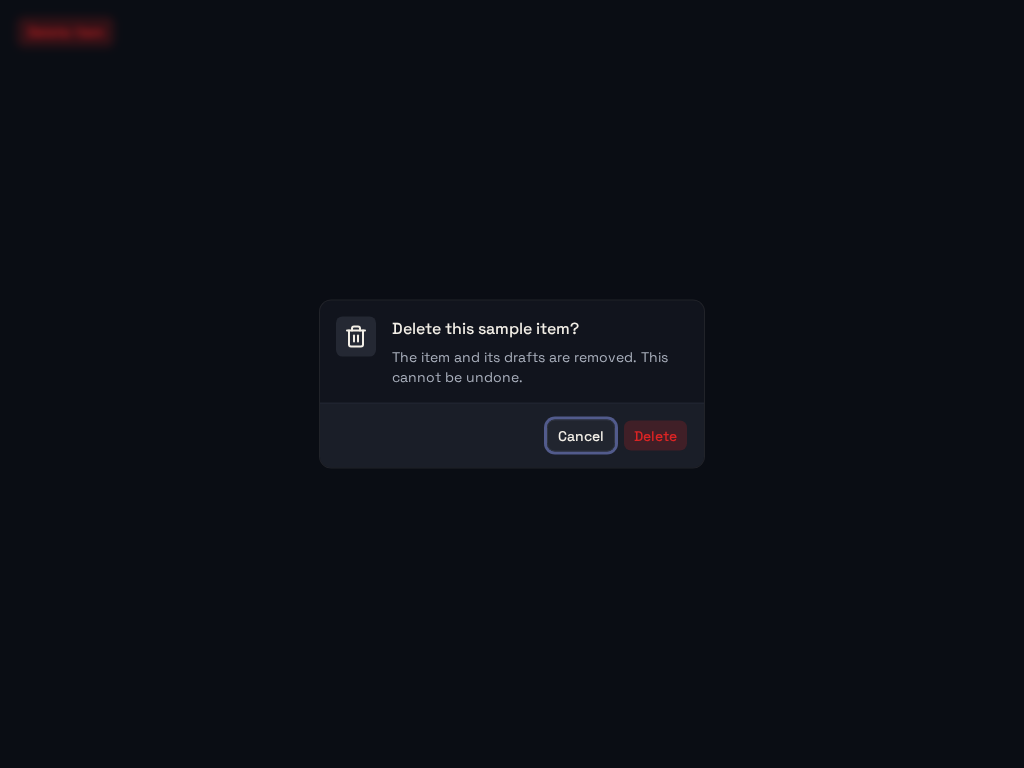 Delete this sample item?
The item and its drafts are removed. This
cannot be undone.
Cancel
Delete